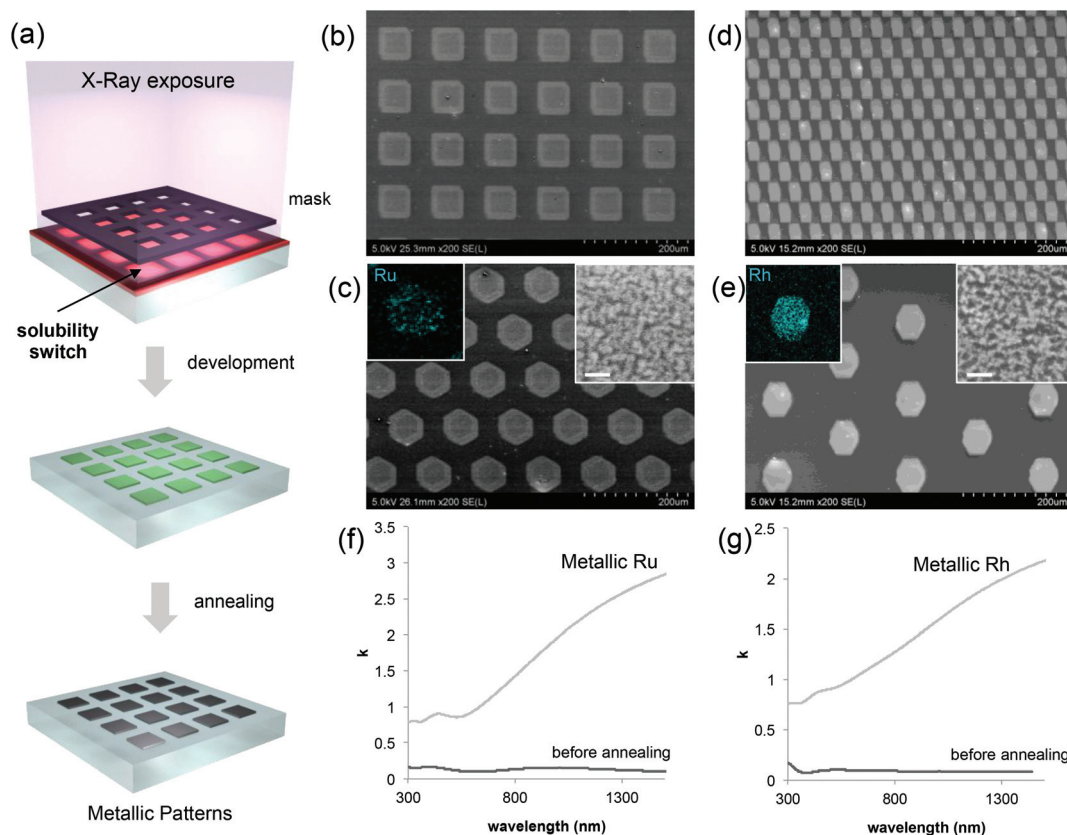 (a)
X-Ray exposure
mask
solubility
switch
development
annealing
Metallic Patterns
(b)
5.0kV 25.3mm x200 SE(L)
200um
(d)
5.0kV 15.2mm x200 SE(L)
200um
(c)
Ru
5.0kV 26.1mm x200 SE(L)
200um
(e)
Rh
5.0kV 15.2mm x200 SE(L)
200um
(f)
3.5
3
2.5
2
1.5
1
0.5
0
k
Metallic Ru
before annealing
300
800
1300
wavelength (nm)
(g)
2.5
2
1.5
1
0.5
0
k
Metallic Rh
before annealing
300
800
1300
wavelength (nm)